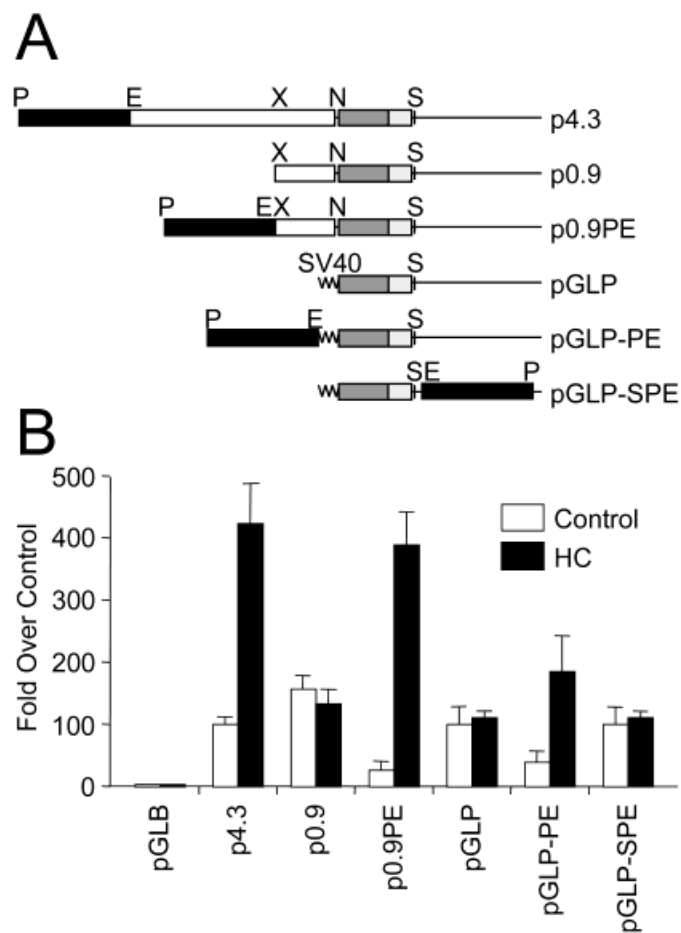 A
P E X N S
p4.3
X N S
p0.9
P EX N S
p0.9PE
SV40 S
pGLP
P E S
pGLP-PE
SE P
pGLP-SPE
B
500
400
300
200
100
0
Fold Over Control
Control
HC
pGLB
p4.3
p0.9
p0.9PE
pGLP
pGLP-PE
pGLP-SPE